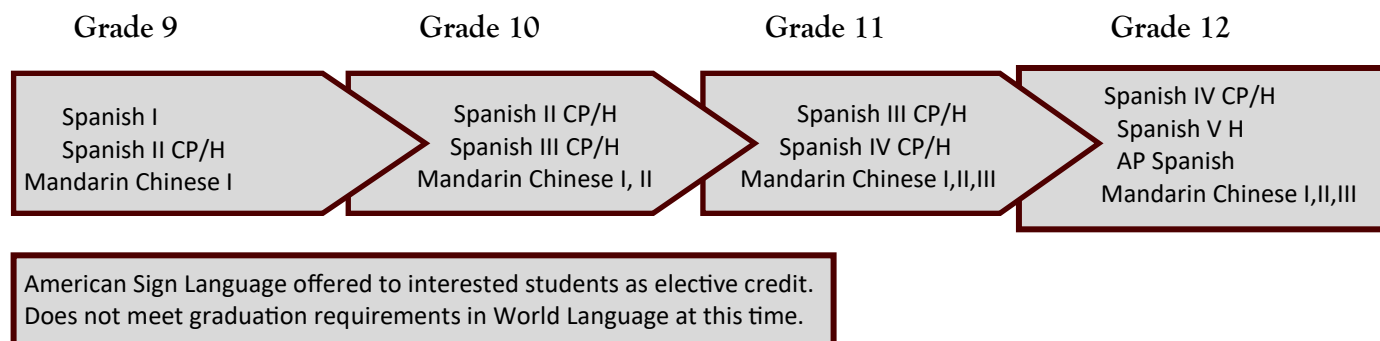 Grade 9
Grade 10
Grade 11
Grade 12
Spanish I
Spanish II CP/H
Mandarin Chinese I
Spanish II CP/H
Spanish III CP/H
Mandarin Chinese I, II
Spanish III CP/H
Spanish IV CP/H
Mandarin Chinese I,II,III
Spanish IV CP/H
Spanish V H
AP Spanish
Mandarin Chinese I,II,III
American Sign Language offered to interested students as elective credit.
Does not meet graduation requirements in World Language at this time.